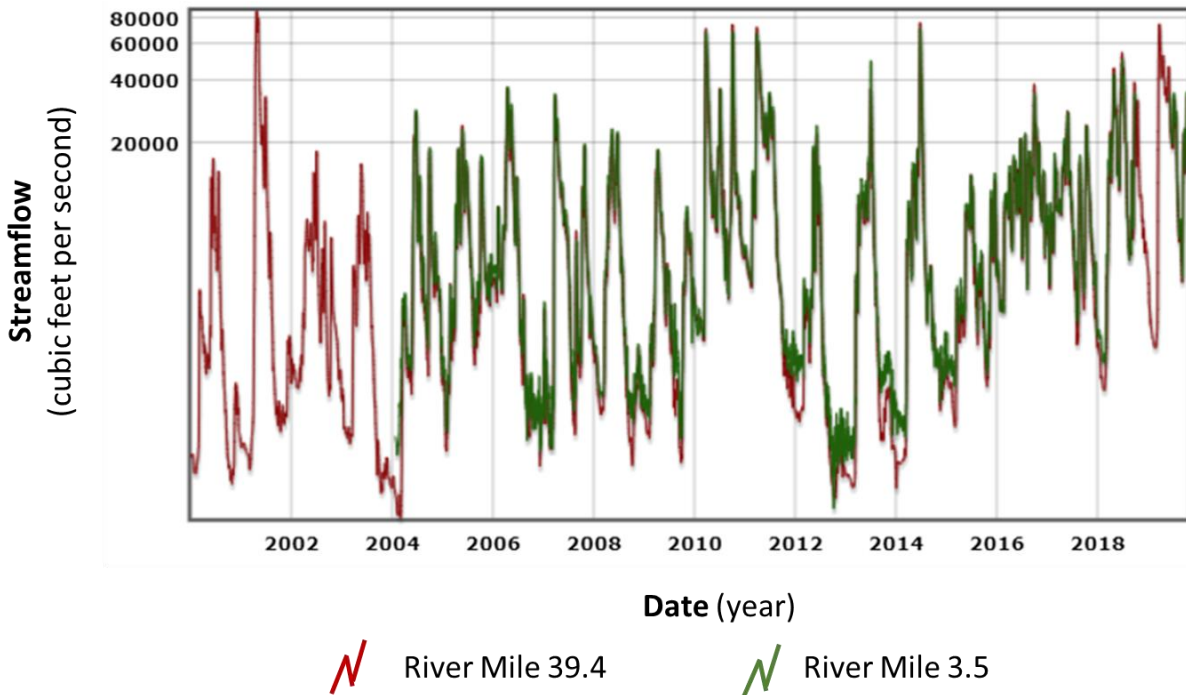 80000
60000
40000
20000
Streamflow
(cubic feet per second)
2002 2004 2006 2008 2010 2012 2014 2016 2018
Date (year)
River Mile 39.4 River Mile 3.5